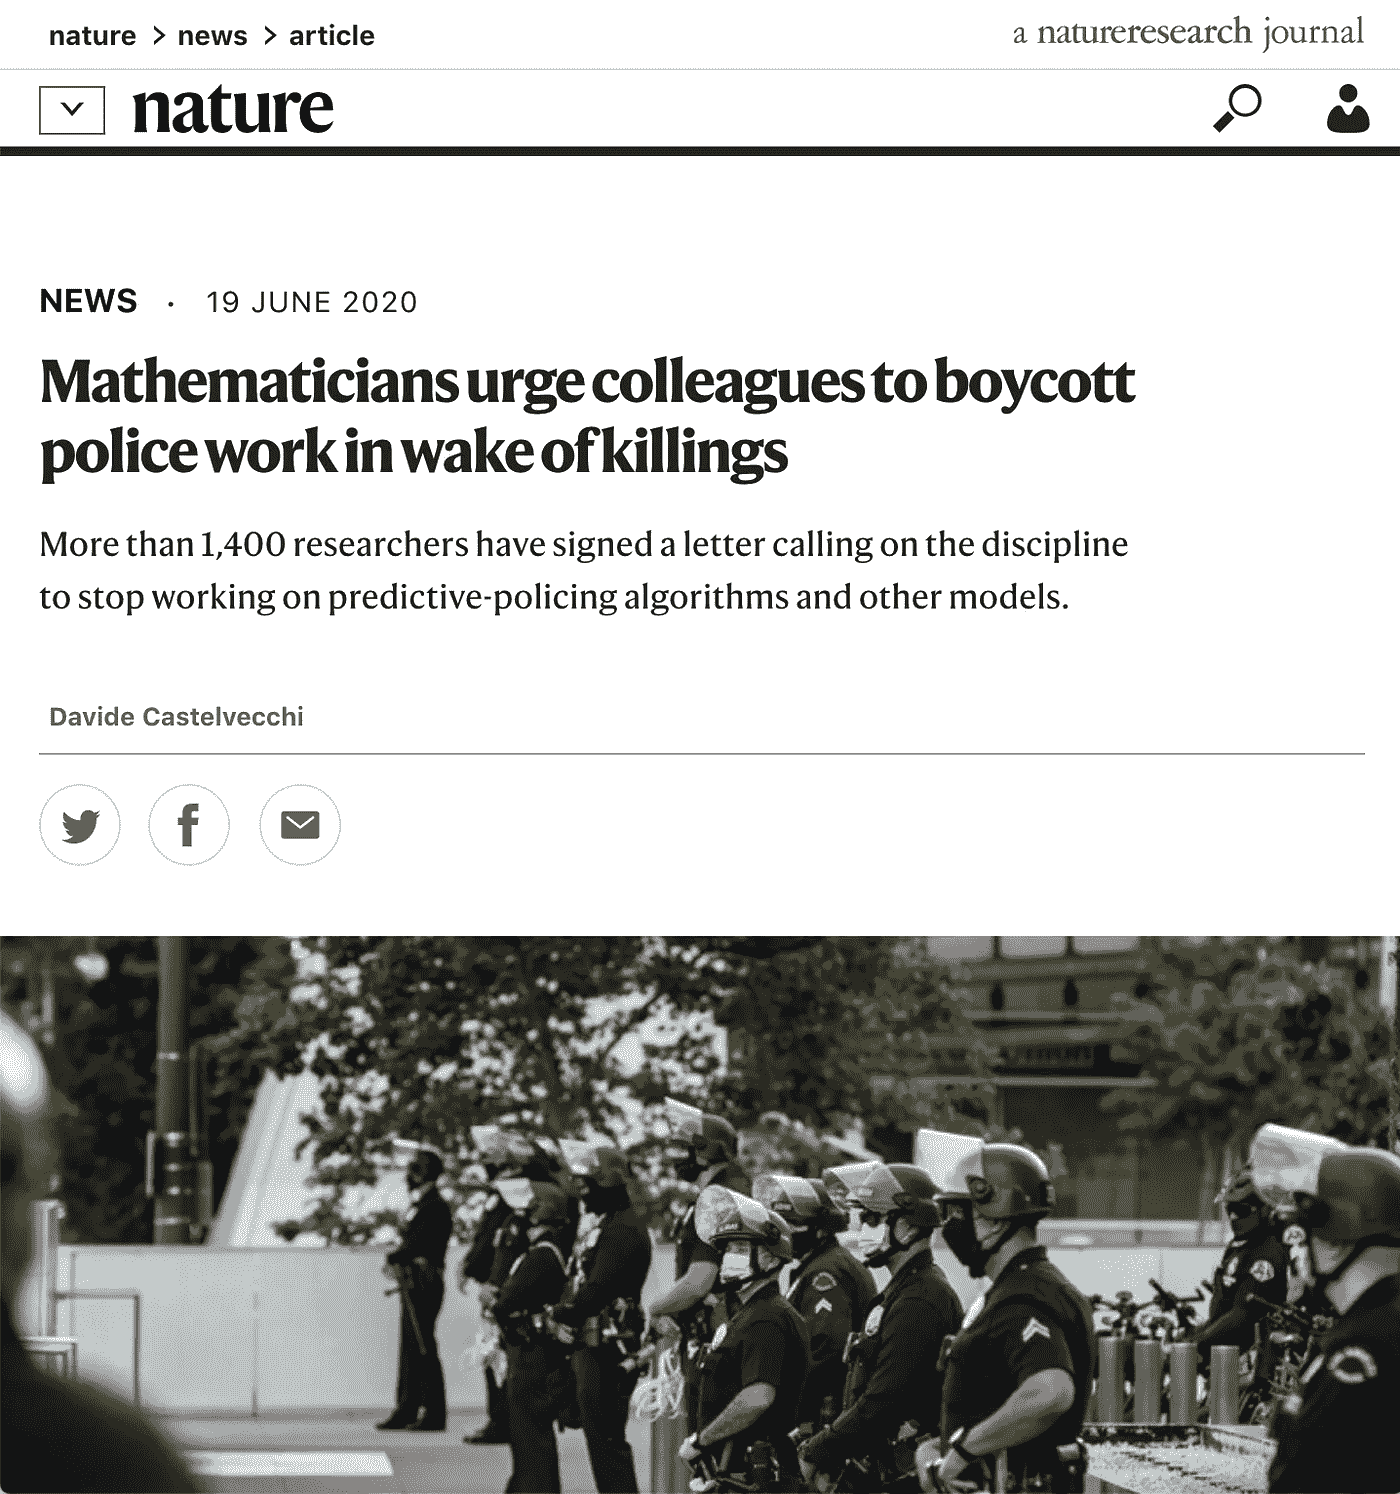 nature > news > article
a natureresearch journal
nature
NEWS · 19 JUNE 2020
Mathematicians urge colleagues to boycott
police work in wake of killings
More than 1,400 researchers have signed a letter calling on the discipline
to stop working on predictive-policing algorithms and other models.
Davide Castelvecchi